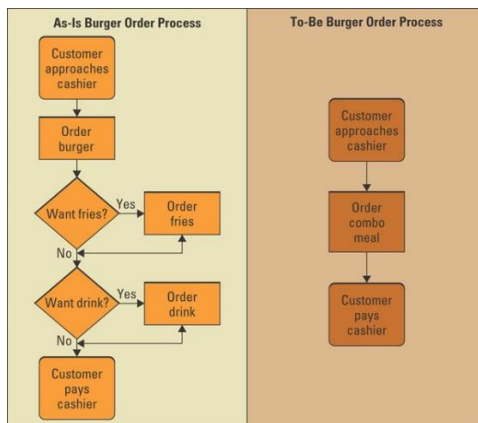 As-Is Burger Order Process
Customer
approaches
cashier
Order
burger
Want fries?
Yes
Order
fries
No
Want drink?
Yes
Order
drink
No
Customer
pays
cashier
To-Be Burger Order Process
Customer
approaches
cashier
Order
combo
meal
Customer
pays
cashier